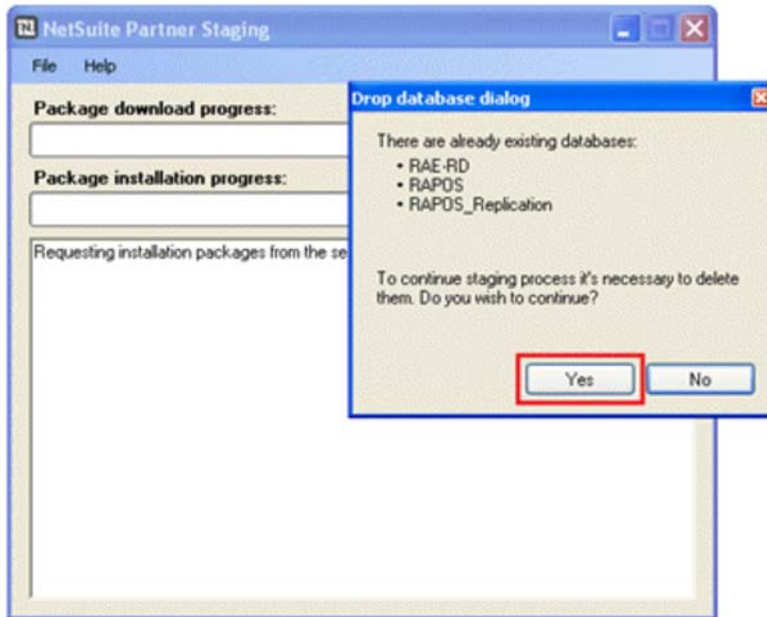 NetSuite Partner Staging
File Help
Package download progress:
Package installation progress:
Requesting installation packages from the se
Drop database dialog
There are already existing databases:
• RAE-RD
• RAPOS
• RAPOS_Replication
To continue staging process it's necessary to delete
them. Do you wish to continue?
Yes No